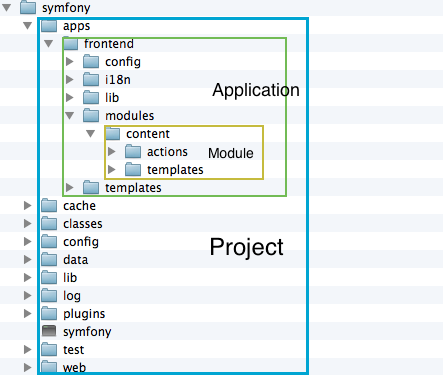 symfony
apps
frontend
config
i18n
Application
lib
modules
content
actions
Module
templates
templates
cache
classes
config
Project
data
lib
log
plugins
symfony
test
web